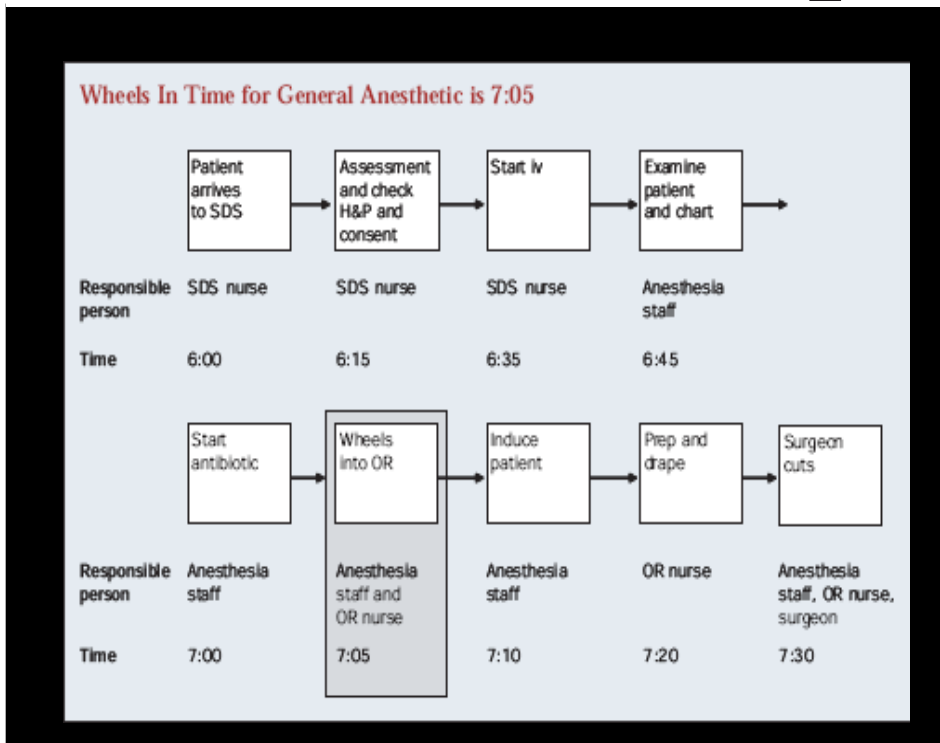 Wheels In Time for General Anesthetic is 7:05
Patient
arrives
to SDS
Assessment
and check
H&P and
consent
Start iv
Examine
patient
and chart
Responsible
person
SDS nurse
SDS nurse
SDS nurse
Anesthesia
staff
Time
6:00
6:15
6:35
6:45
Start
antibiotic
Wheels
into OR
Induce
patient
Prep and
drape
Surgeon
cuts
Responsible
person
Anesthesia
staff
Anesthesia
staff and
OR nurse
Anesthesia
staff
OR nurse
Anesthesia
staff, OR nurse,
surgeon
Time
7:00
7:05
7:10
7:20
7:30